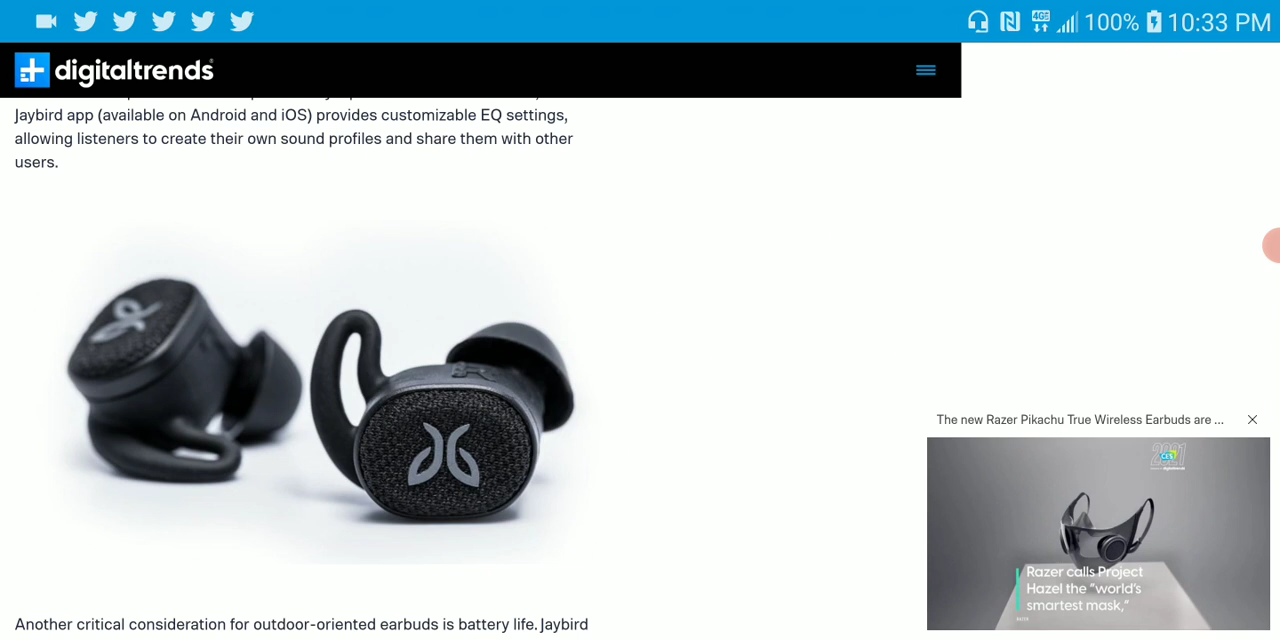 4GE 100% 10:33 PM
digitaltrends
Jaybird app (available on Android and iOS) provides customizable EQ settings,
allowing listeners to create their own sound profiles and share them with other
users.
The new Razer Pikachu True Wireless Earbuds are ...
2021
CES
Razer calls Project
Hazel the "world's
smartest mask,"
Another critical consideration for outdoor-oriented earbuds is battery life. Jaybird